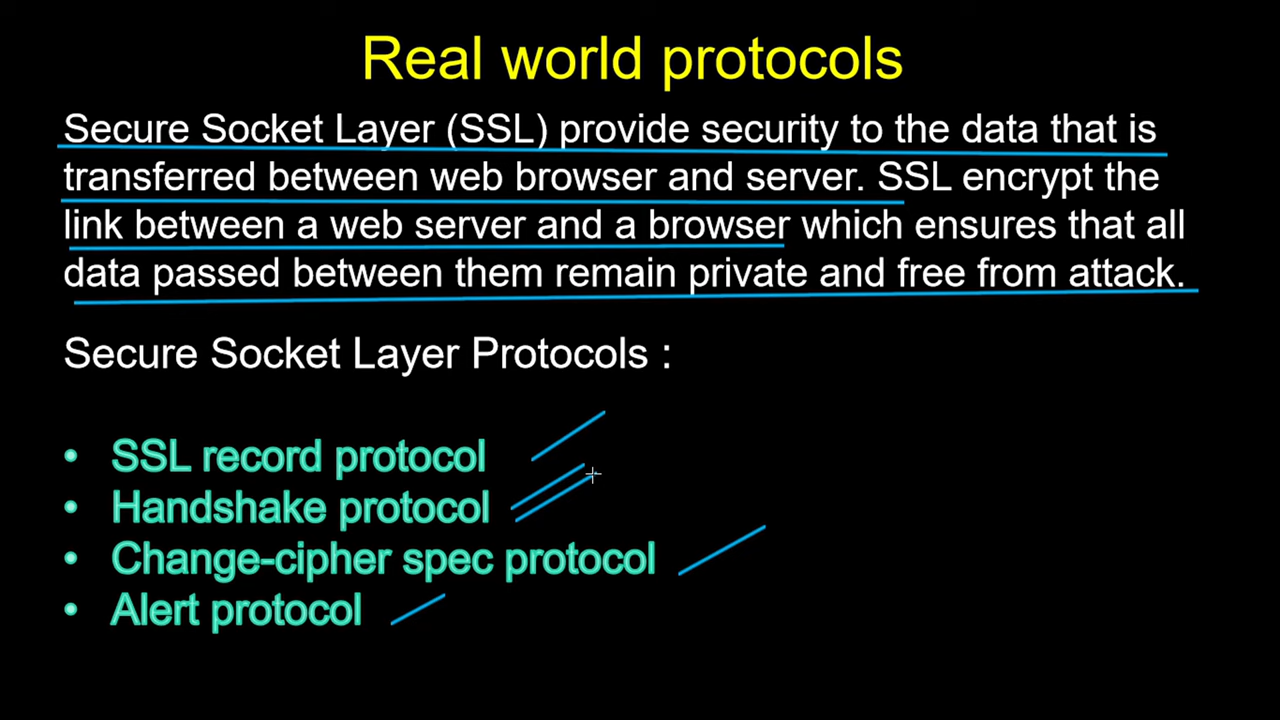 Real world protocols
Secure Socket Layer (SSL) provide security to the data that is
transferred between web browser and server. SSL encrypt the
link between a web server and a browser which ensures that all
data passed between them remain private and free from attack.
Secure Socket Layer Protocols :
• SSL record protocol
• Handshake protocol
• Change-cipher spec protocol
• Alert protocol